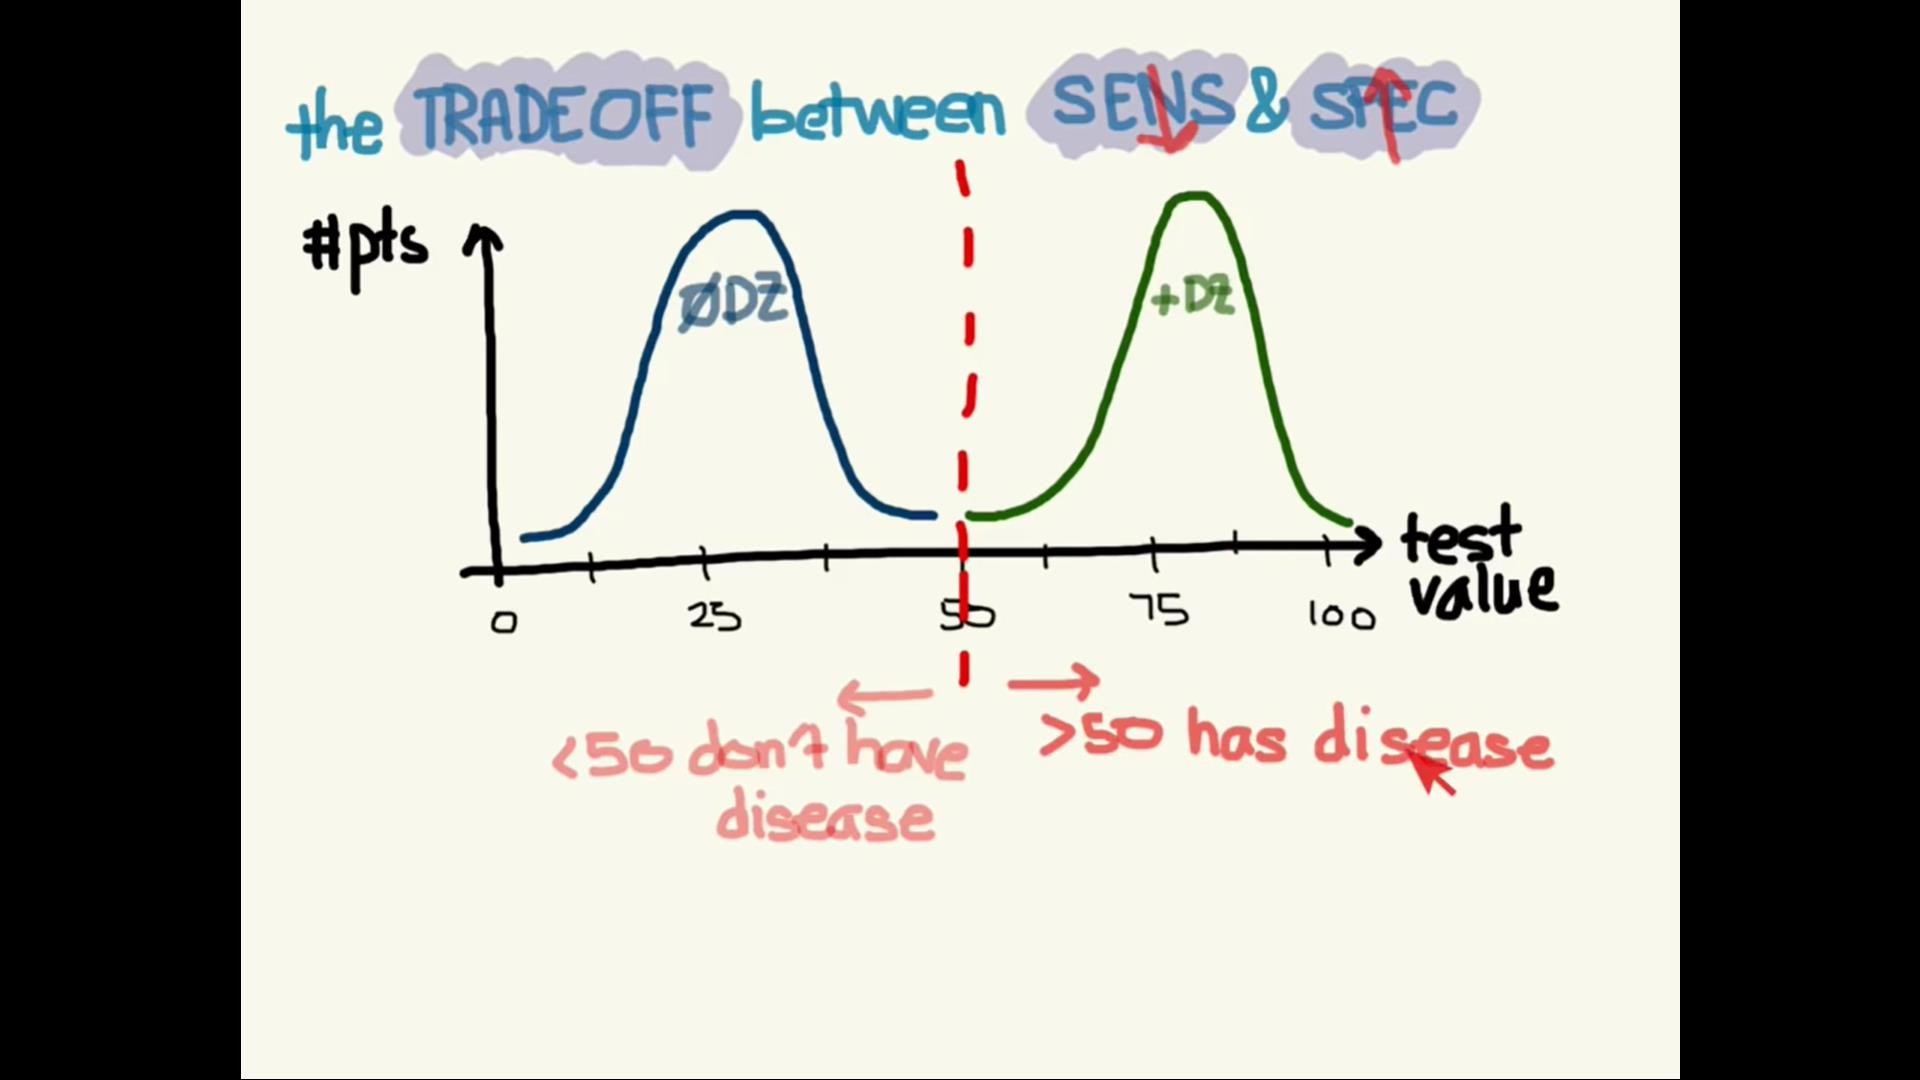 the TRADEOFF between SENS & SPEC
#pts
ØDZ
+DZ
test
value
0 25 50 75 100
<50 don't have
disease
>50 has disease